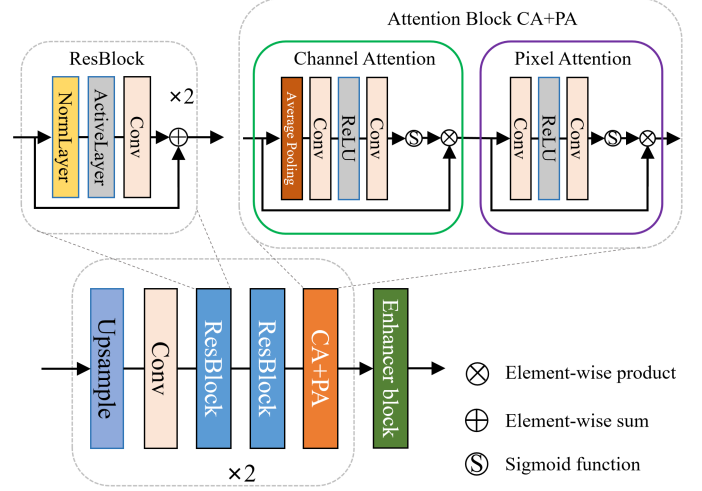 Attention Block CA+PA
ResBlock
NormLayer
ActiveLayer
Conv
×2
Channel Attention
Average Pooling
Conv
ReLU
Conv
S
Pixel Attention
Conv
ReLU
Conv
S
Upsample
Conv
ResBlock
ResBlock
CA+PA
×2
Enhancer block
Element-wise product
Element-wise sum
S Sigmoid function